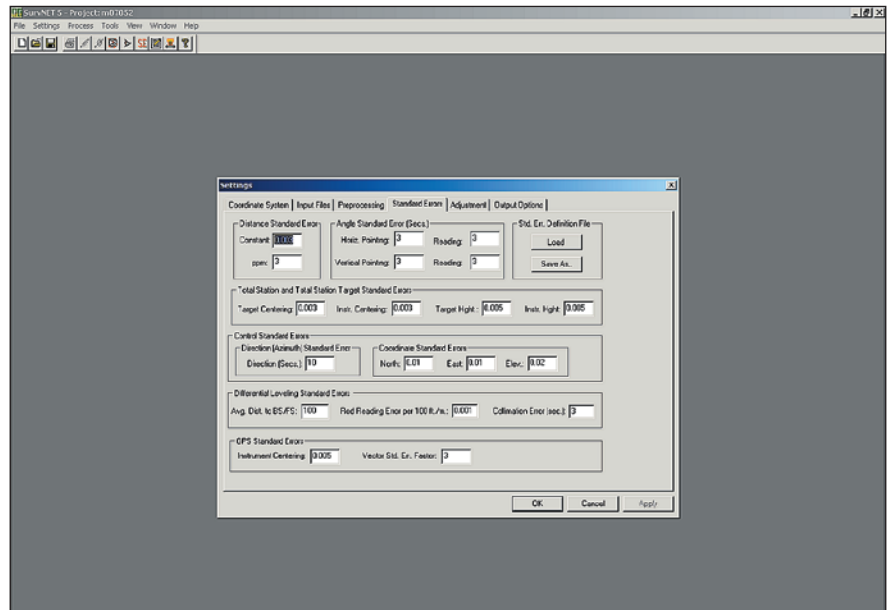 SurvNET 5 - Project: m07052
File Settings Process Tools View Window Help
SE
Settings
Coordinate System Input Files Preprocessing Standard Errors Adjustment Output Options
Distance Standard Error
Constant: 0.003
ppm: 3
Angle Standard Error (Secs.)
Horiz. Pointing: 3 Reading: 3
Vertical Pointing: 3 Reading: 3
Std. Err. Definition File
Load
Save As..
Total Station and Total Station Target Standard Errors
Target Centering: 0.003 Instr. Centering: 0.003 Target Hght.: 0.005 Instr. Hght: 0.005
Control Standard Errors
Direction (Azimuth) Standard Error
Direction (Secs.): 10
Coordinate Standard Errors
North: 0.01 East: 0.01 Elev.: 0.02
Differential Leveling Standard Errors
Avg. Dist. to BS/FS: 100 Rod Reading Error per 100 ft./m.: 0.001 Collimation Error (sec.): 3
GPS Standard Errors
Instrument Centering: 0.005 Vector Std. Err. Factor: 3
OK Cancel Apply